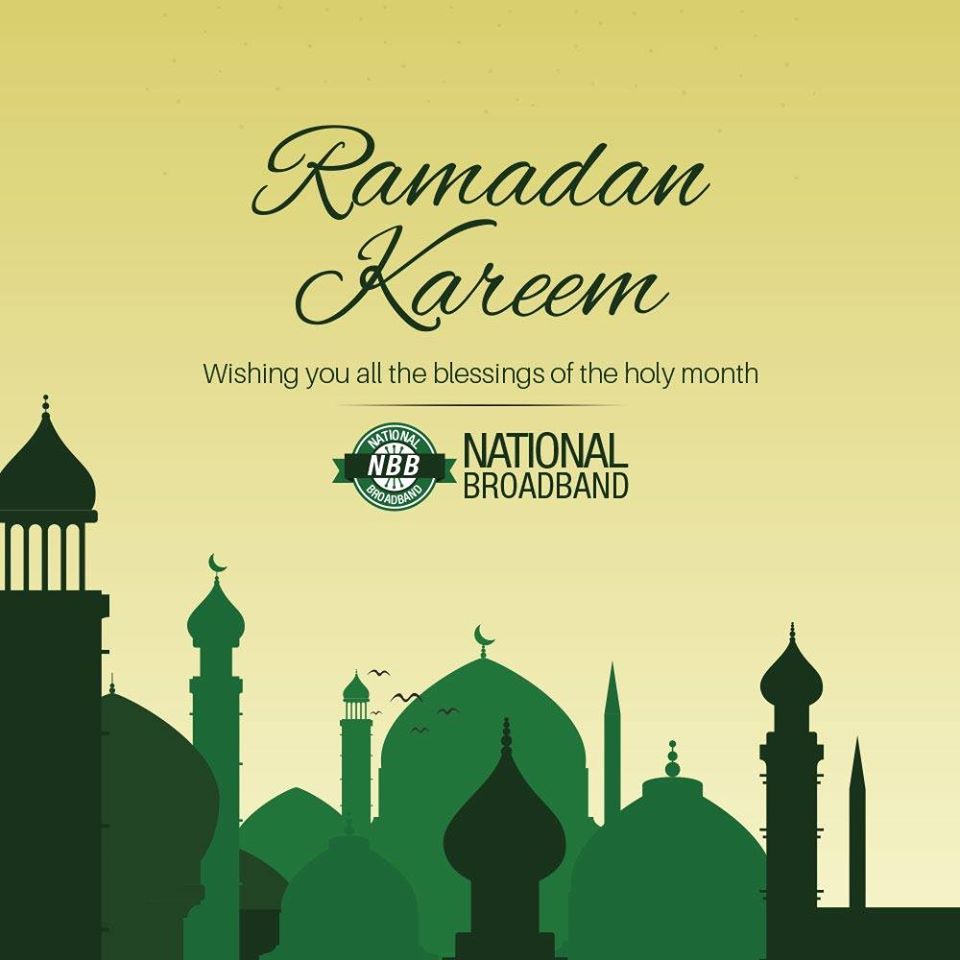 Ramadan
Kareem
Wishing you all the blessings of the holy month
NATIONAL
NBB
BROADBAND
NATIONAL
BROADBAND